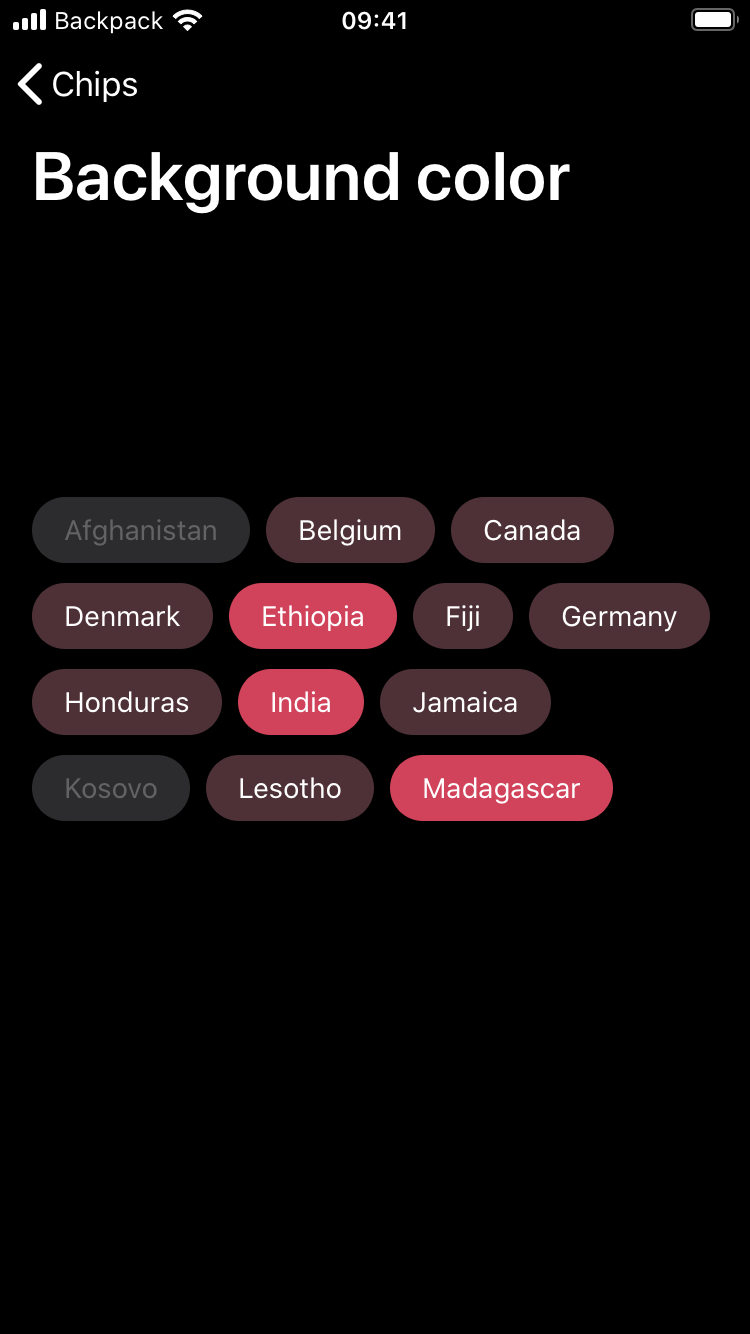 Backpack 09:41
Chips
Background color
Afghanistan Belgium Canada
Denmark Ethiopia Fiji Germany
Honduras India Jamaica
Kosovo Lesotho Madagascar